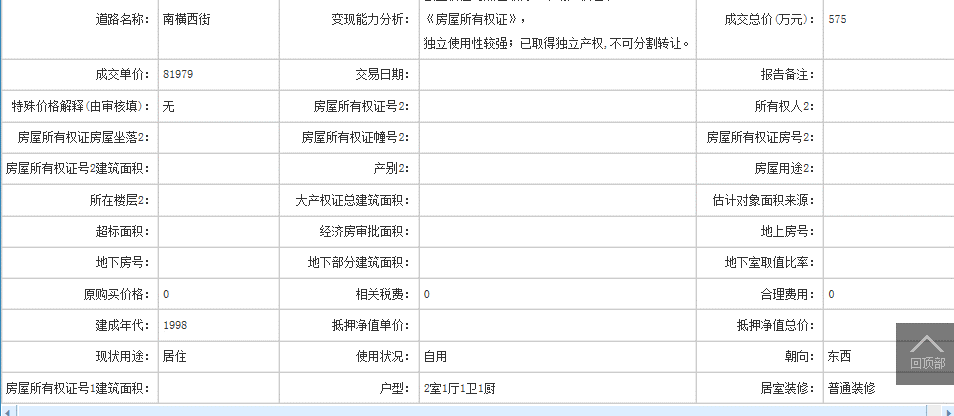 道路名称： 南横西街 变现能力分析： 《房屋所有权证》， 成交总价(万元)： 575
独立使用性较强；已取得独立产权,不可分割转让。
成交单价： 81979 交易日期： 报告备注：
特殊价格解释(由审核填)： 无 房屋所有权证号2： 所有权人2：
房屋所有权证房屋坐落2： 房屋所有权证幢号2： 房屋所有权证房号2：
房屋所有权证号2建筑面积： 产别2： 房屋用途2：
所在楼层2： 大产权证总建筑面积： 估计对象面积来源：
超标面积： 经济房审批面积： 地上房号：
地下房号： 地下部分建筑面积： 地下室取值比率：
原购买价格： 0 相关税费： 0 合理费用： 0
建成年代： 1998 抵押净值单价： 抵押净值总价：
现状用途： 居住 使用状况： 自用 朝向： 东西
回顶部
房屋所有权证号1建筑面积： 户型： 2室1厅1卫1厨 居室装修： 普通装修